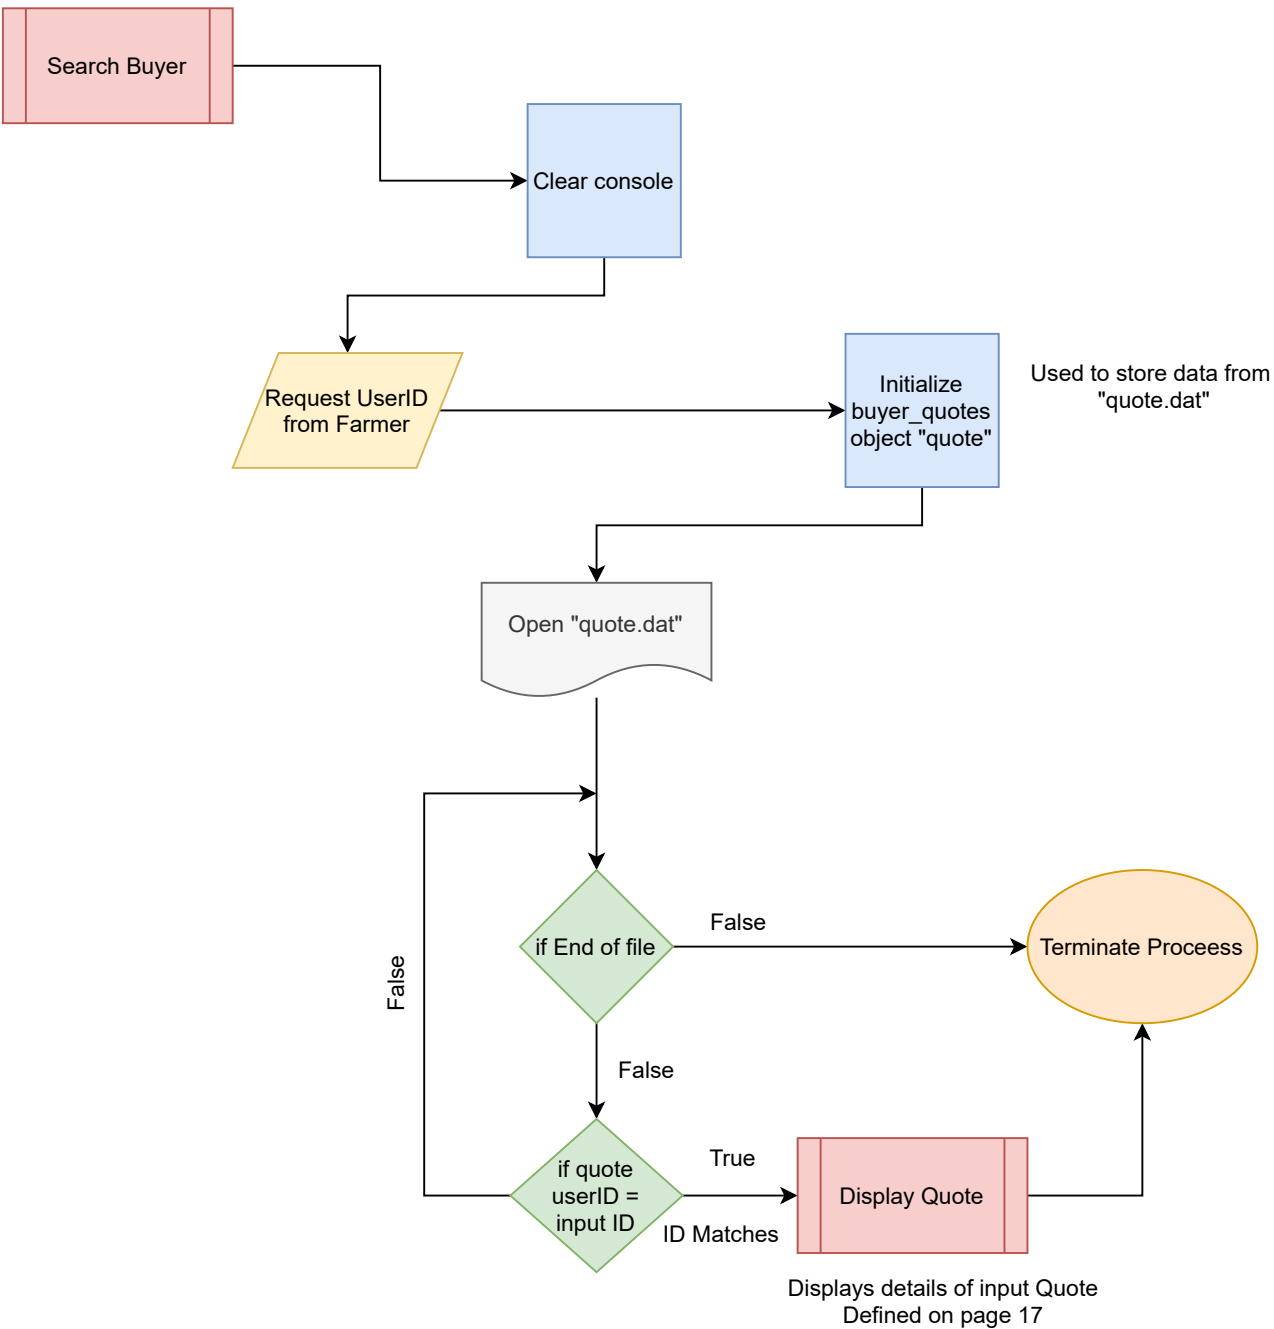 Search Buyer
Clear console
Request UserID
from Farmer
Initialize
buyer_quotes
object "quote"
Used to store data from
"quote.dat"
Open "quote.dat"
if End of file
False
Terminate Proceess
False
False
if quote
userID =
input ID
True
ID Matches
Display Quote
Displays details of input Quote
Defined on page 17